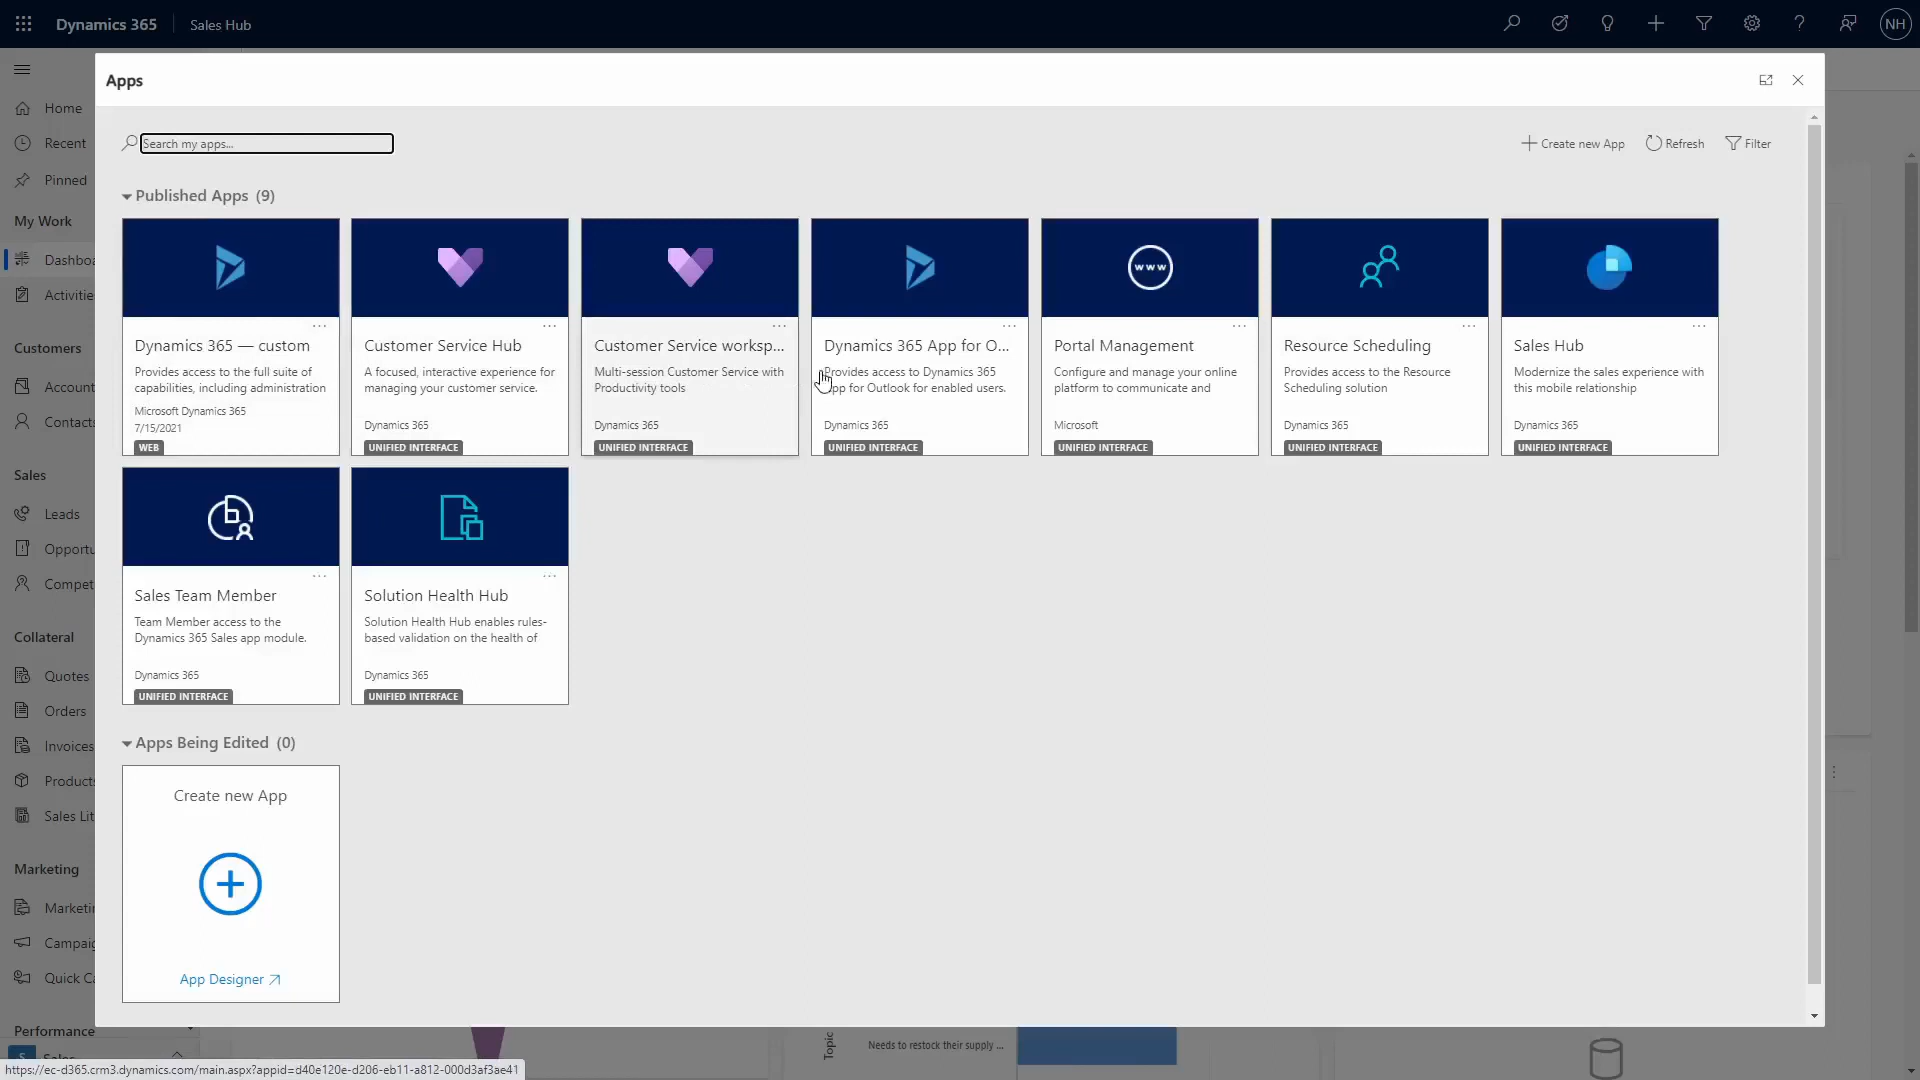 Dynamics 365
Sales Hub
NH
Apps
Home
Recent
Pinned
My Work
Dashbo
Activitie
Customers
Account
Contact
Sales
Leads
Opportu
Compet
Collateral
Quotes
Orders
Invoices
Product
Sales Lit
Marketing
Marketi
Campaig
Quick Ca
Performance
S Sales
Search my apps...
Create new App
Refresh
Filter
Published Apps (9)
Dynamics 365 — custom
Provides access to the full suite of
capabilities, including administration
Microsoft Dynamics 365
7/15/2021
WEB
Customer Service Hub
A focused, interactive experience for
managing your customer service.
Dynamics 365
UNIFIED INTERFACE
Customer Service worksp...
Multi-session Customer Service with
Productivity tools
Dynamics 365
UNIFIED INTERFACE
Dynamics 365 App for O...
Provides access to Dynamics 365
App for Outlook for enabled users.
Dynamics 365
UNIFIED INTERFACE
www
Portal Management
Configure and manage your online
platform to communicate and
Microsoft
UNIFIED INTERFACE
Resource Scheduling
Provides access to the Resource
Scheduling solution
Dynamics 365
UNIFIED INTERFACE
Sales Hub
Modernize the sales experience with
this mobile relationship
Dynamics 365
UNIFIED INTERFACE
Sales Team Member
Team Member access to the
Dynamics 365 Sales app module.
Dynamics 365
UNIFIED INTERFACE
Solution Health Hub
Solution Health Hub enables rules-
based validation on the health of
Dynamics 365
UNIFIED INTERFACE
Apps Being Edited (0)
Create new App
App Designer
Topic
Needs to restock their supply ...
https://ec-d365.crm3.dynamics.com/main.aspx?appid=d40e120e-d206-eb11-a812-000d3af3ae41